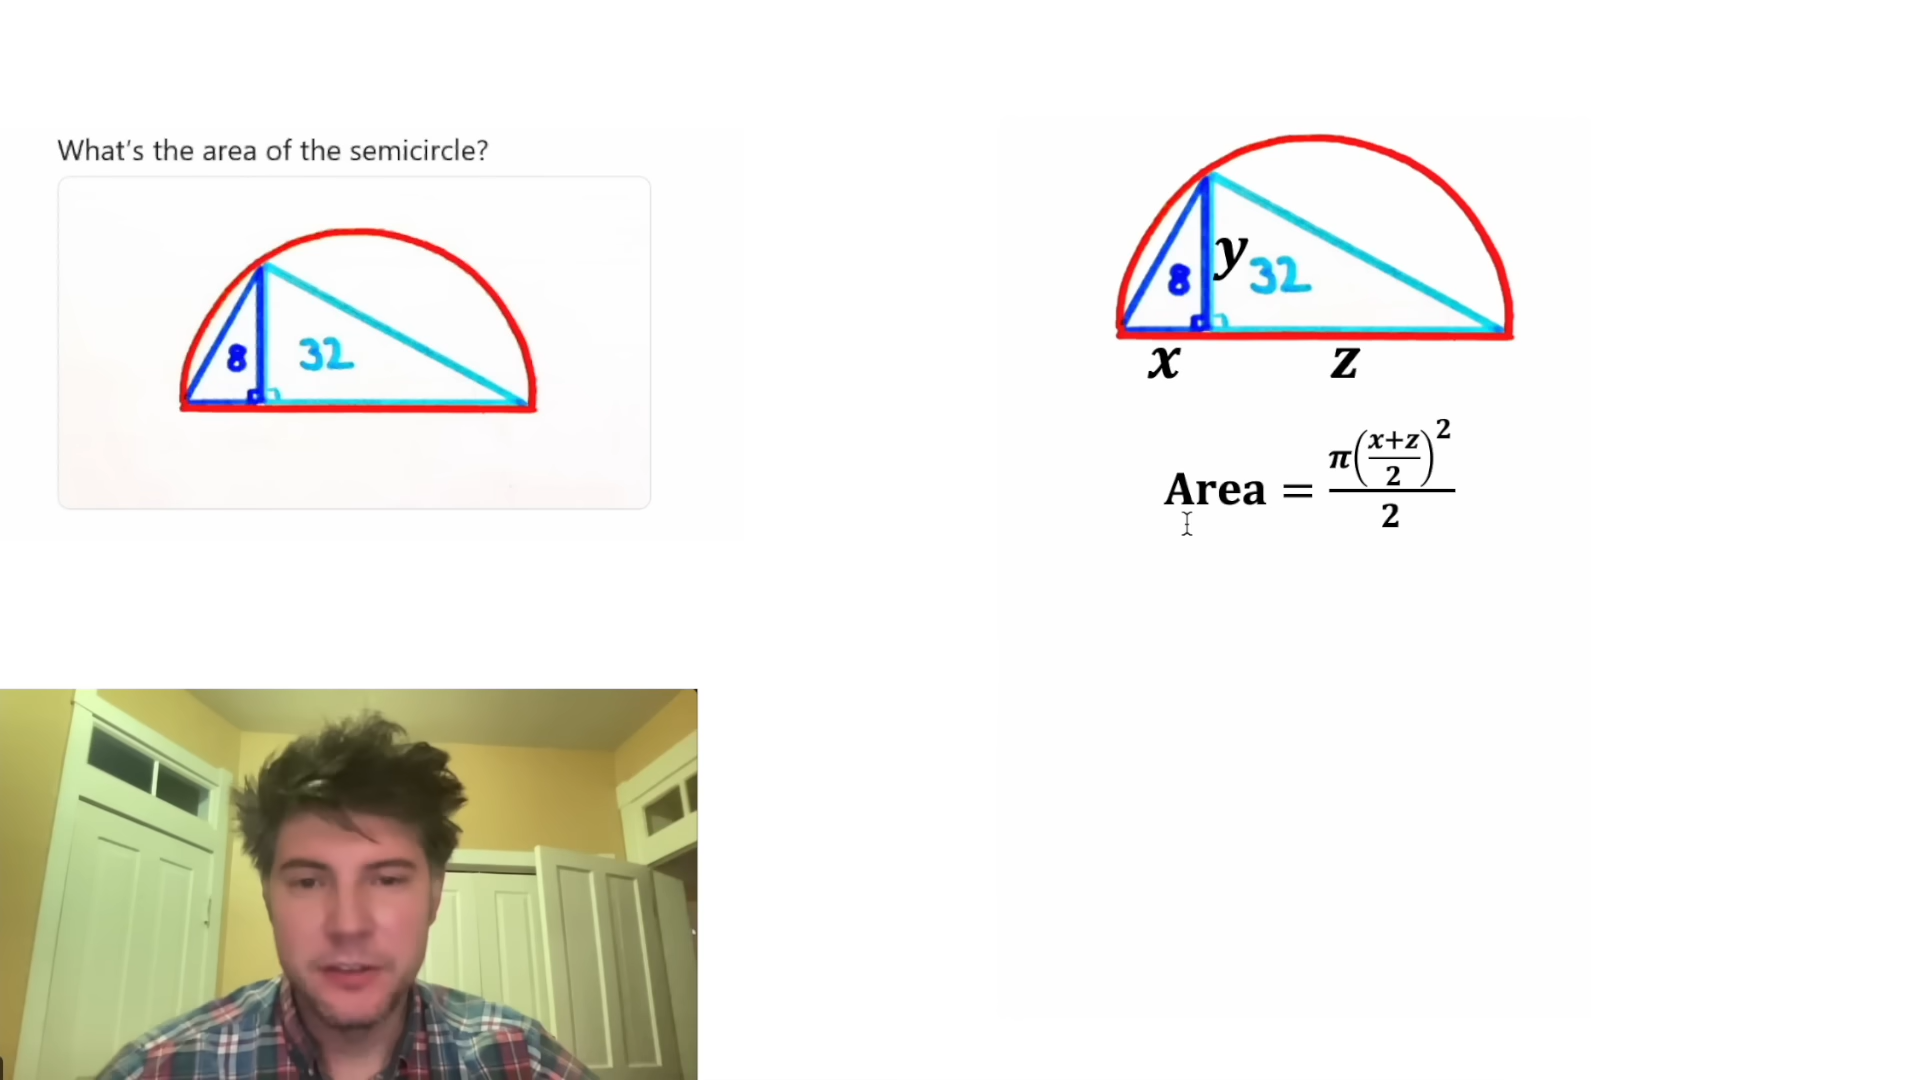 What's the area of the semicircle?
8 32
8 y 32
x z
Area = π((x+z)/2)² / 2